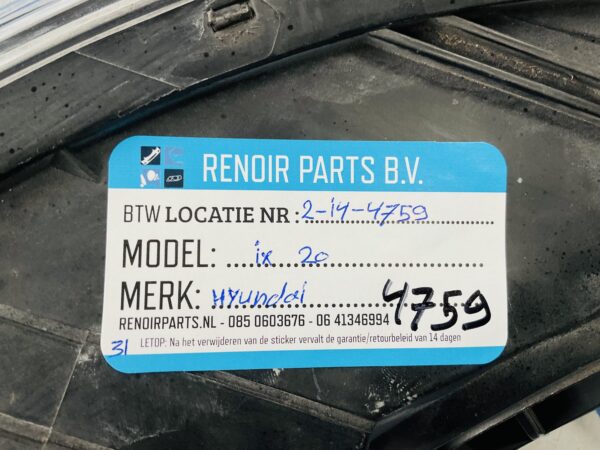 RENOIR PARTS B.V.
BTW LOCATIE NR : 2-14-4759
MODEL: ix 20
MERK: Hyundai
4759
RENOIRPARTS.NL - 085 0603676 - 06 41346994
31 LETOP: Na het verwijderen van de sticker vervalt de garantie/retourbeleid van 14 dagen